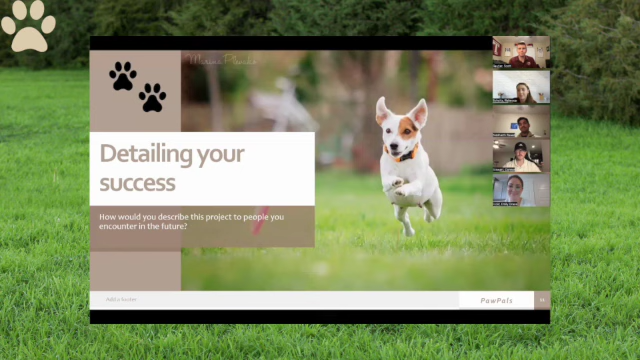 Detailing your
success
How would you describe this project to people you
encounter in the future?
Add a footer
PawPals